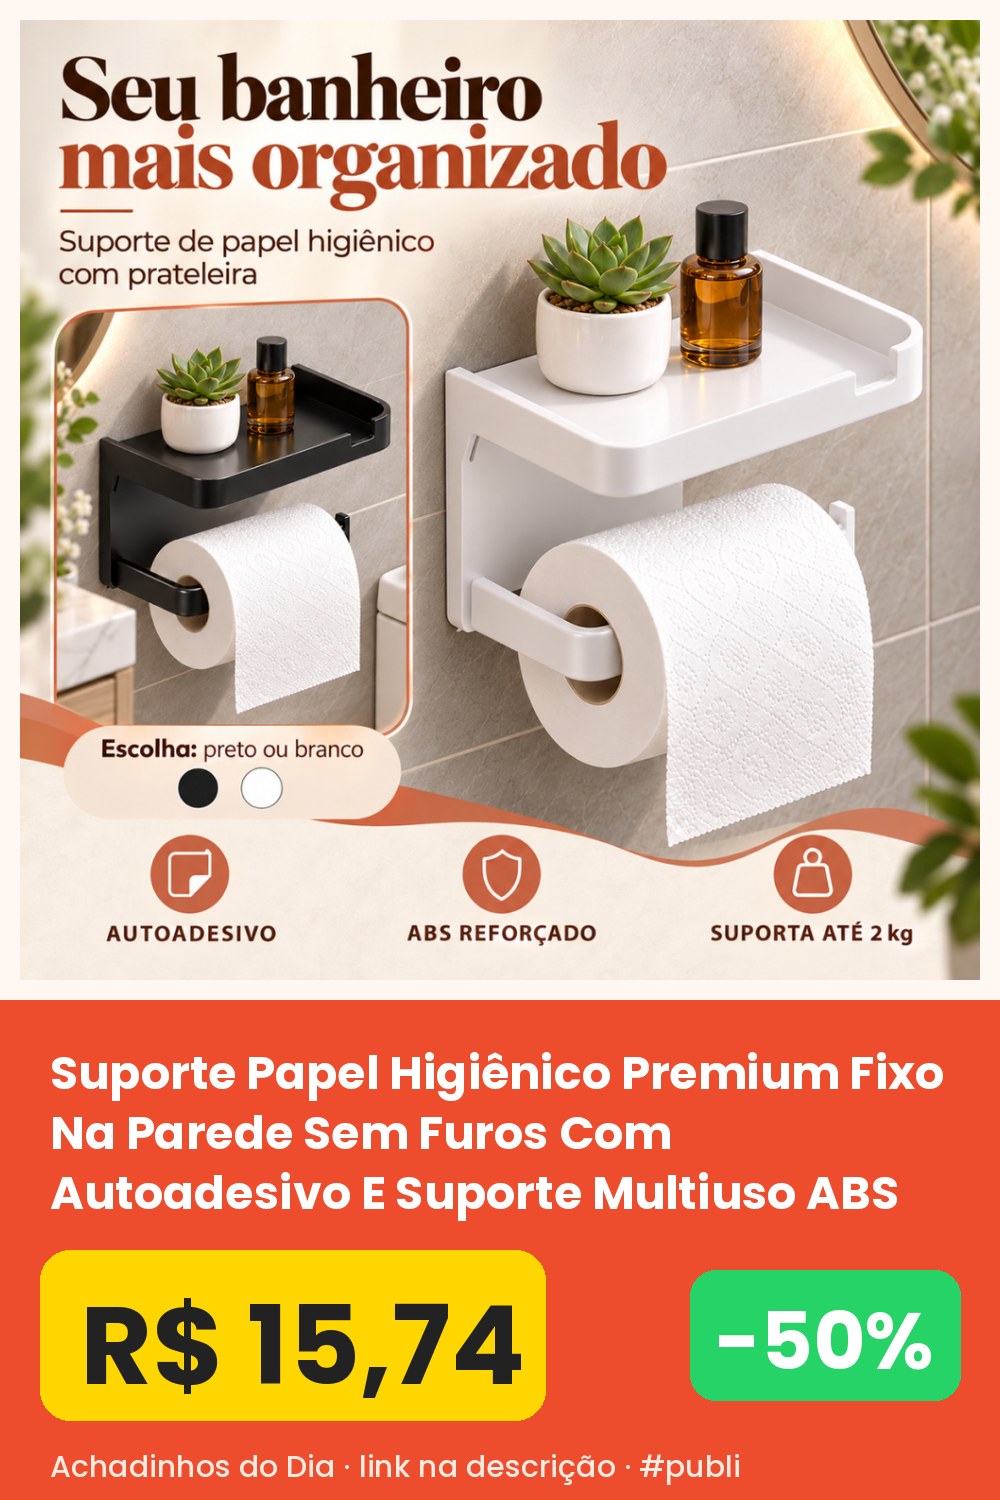 Seu banheiro
mais organizado
Suporte de papel higiênico
com prateleira
Escolha: preto ou branco
AUTOADESIVO
ABS REFORÇADO
SUPORTA ATÉ 2 kg
Suporte Papel Higiênico Premium Fixo
Na Parede Sem Furos Com
Autoadesivo E Suporte Multiuso ABS
R$ 15,74
-50%
Achadinhos do Dia · link na descrição · #publi